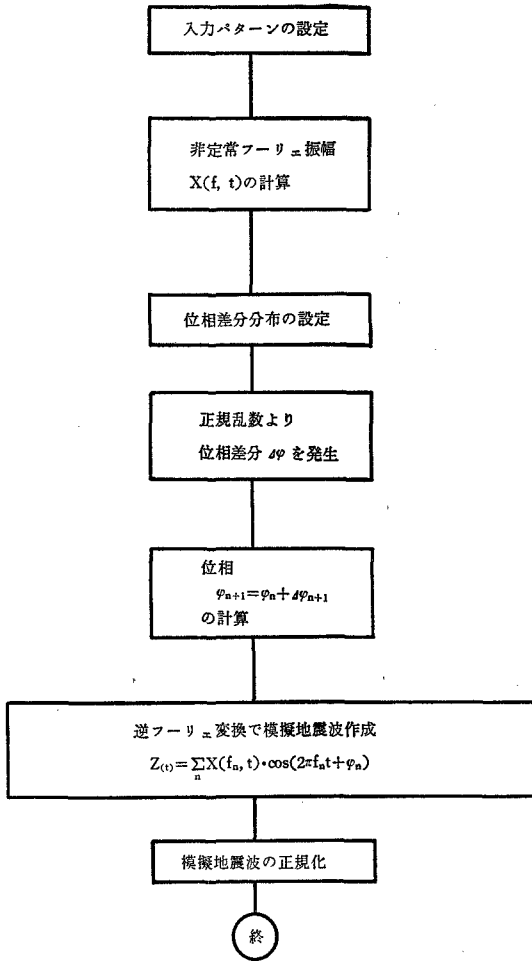 入力パターンの設定
非定常フーリェ振幅
X(f, t)の計算
位相差分分布の設定
正規乱数より
位相差分 Δφ を発生
位相
φn+1=φn+Δφn+1
の計算
逆フーリェ変換で模擬地震波作成
Z(t)=∑X(fn,t)・cos(2πfnt+φn)
n
模擬地震波の正規化
終